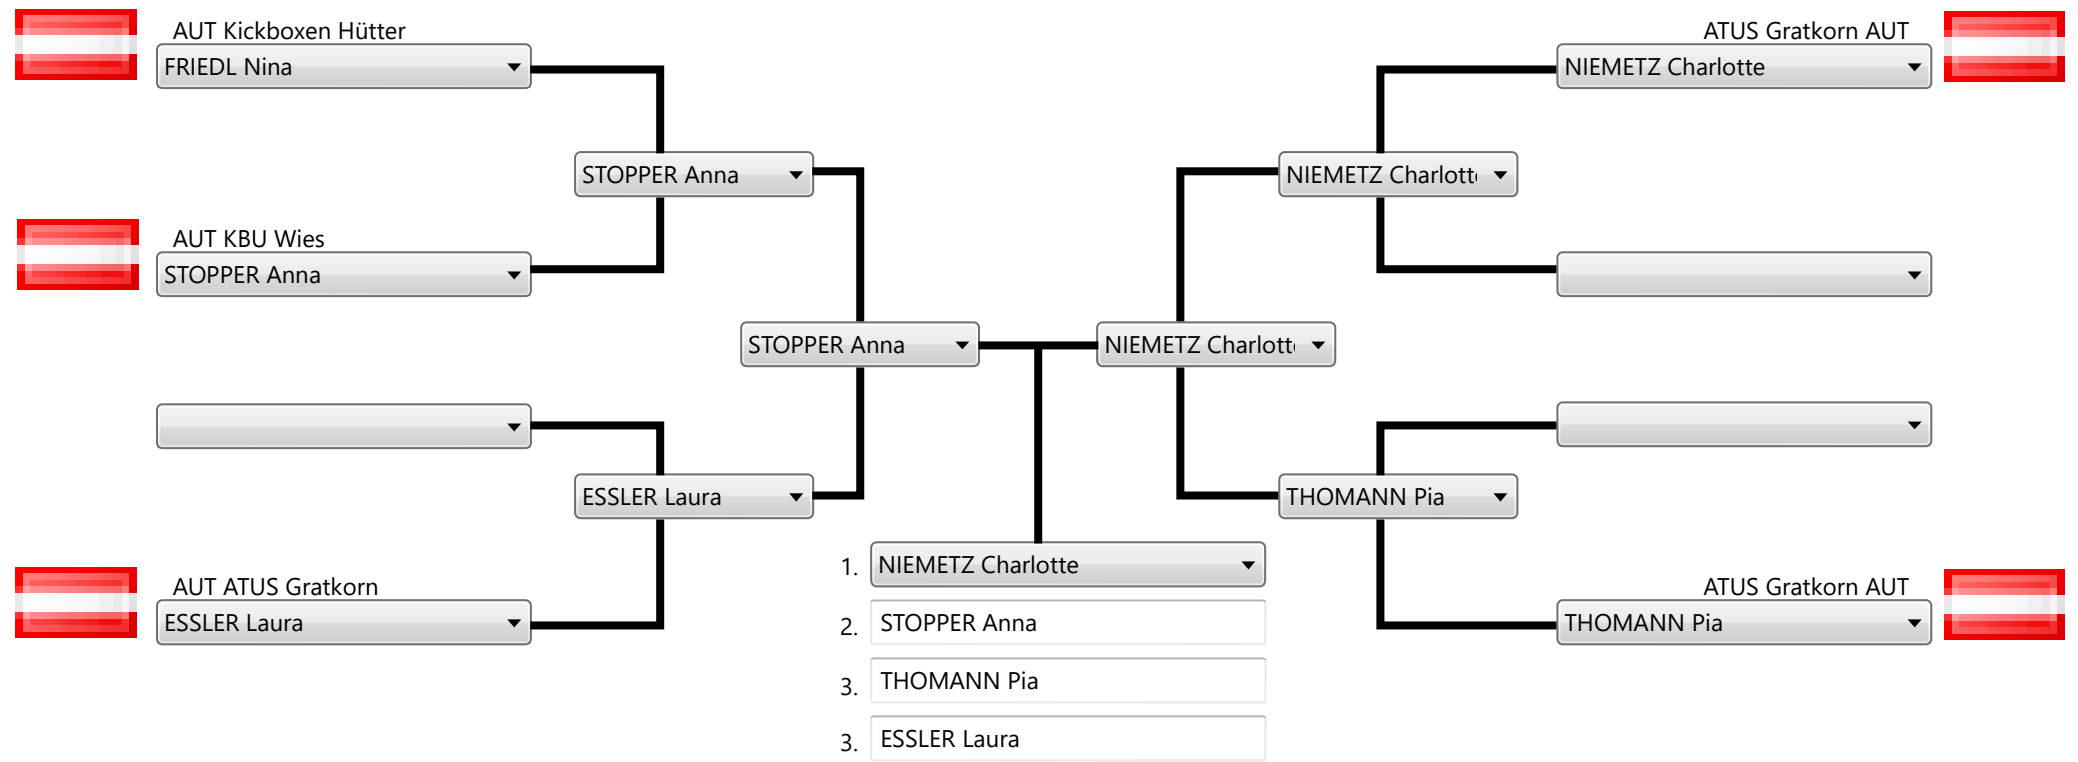 AUT Kickboxen Hütter
FRIEDL Nina
ATUS Gratkorn AUT
NIEMETZ Charlotte
STOPPER Anna
NIEMETZ Charlott
AUT KBU Wies
STOPPER Anna
STOPPER Anna
NIEMETZ Charlott
ESSLER Laura
THOMANN Pia
AUT ATUS Gratkorn
ESSLER Laura
ATUS Gratkorn AUT
THOMANN Pia
1. NIEMETZ Charlotte
2. STOPPER Anna
3. THOMANN Pia
3. ESSLER Laura